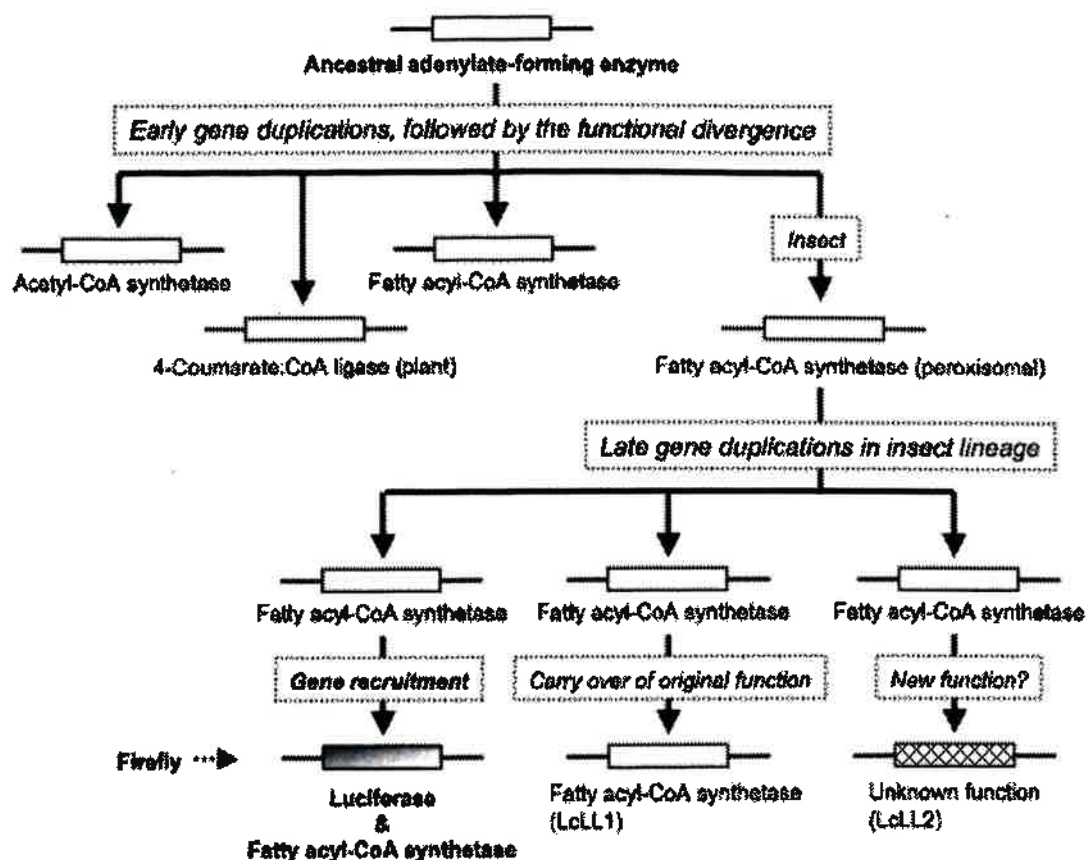 Ancestral adenylate-forming enzyme
Early gene duplications, followed by the functional divergence
Insect
Acetyl-CoA synthetase
Fatty acyl-CoA synthetase
4-Coumarate:CoA ligase (plant)
Fatty acyl-CoA synthetase (peroxisomal)
Late gene duplications in insect lineage
Fatty acyl-CoA synthetase
Fatty acyl-CoA synthetase
Fatty acyl-CoA synthetase
Gene recruitment
Carry over of original function
New function?
Firefly
Luciferase
&
Fatty acyl-CoA synthetase
Fatty acyl-CoA synthetase
(LcLL1)
Unknown function
(LcLL2)